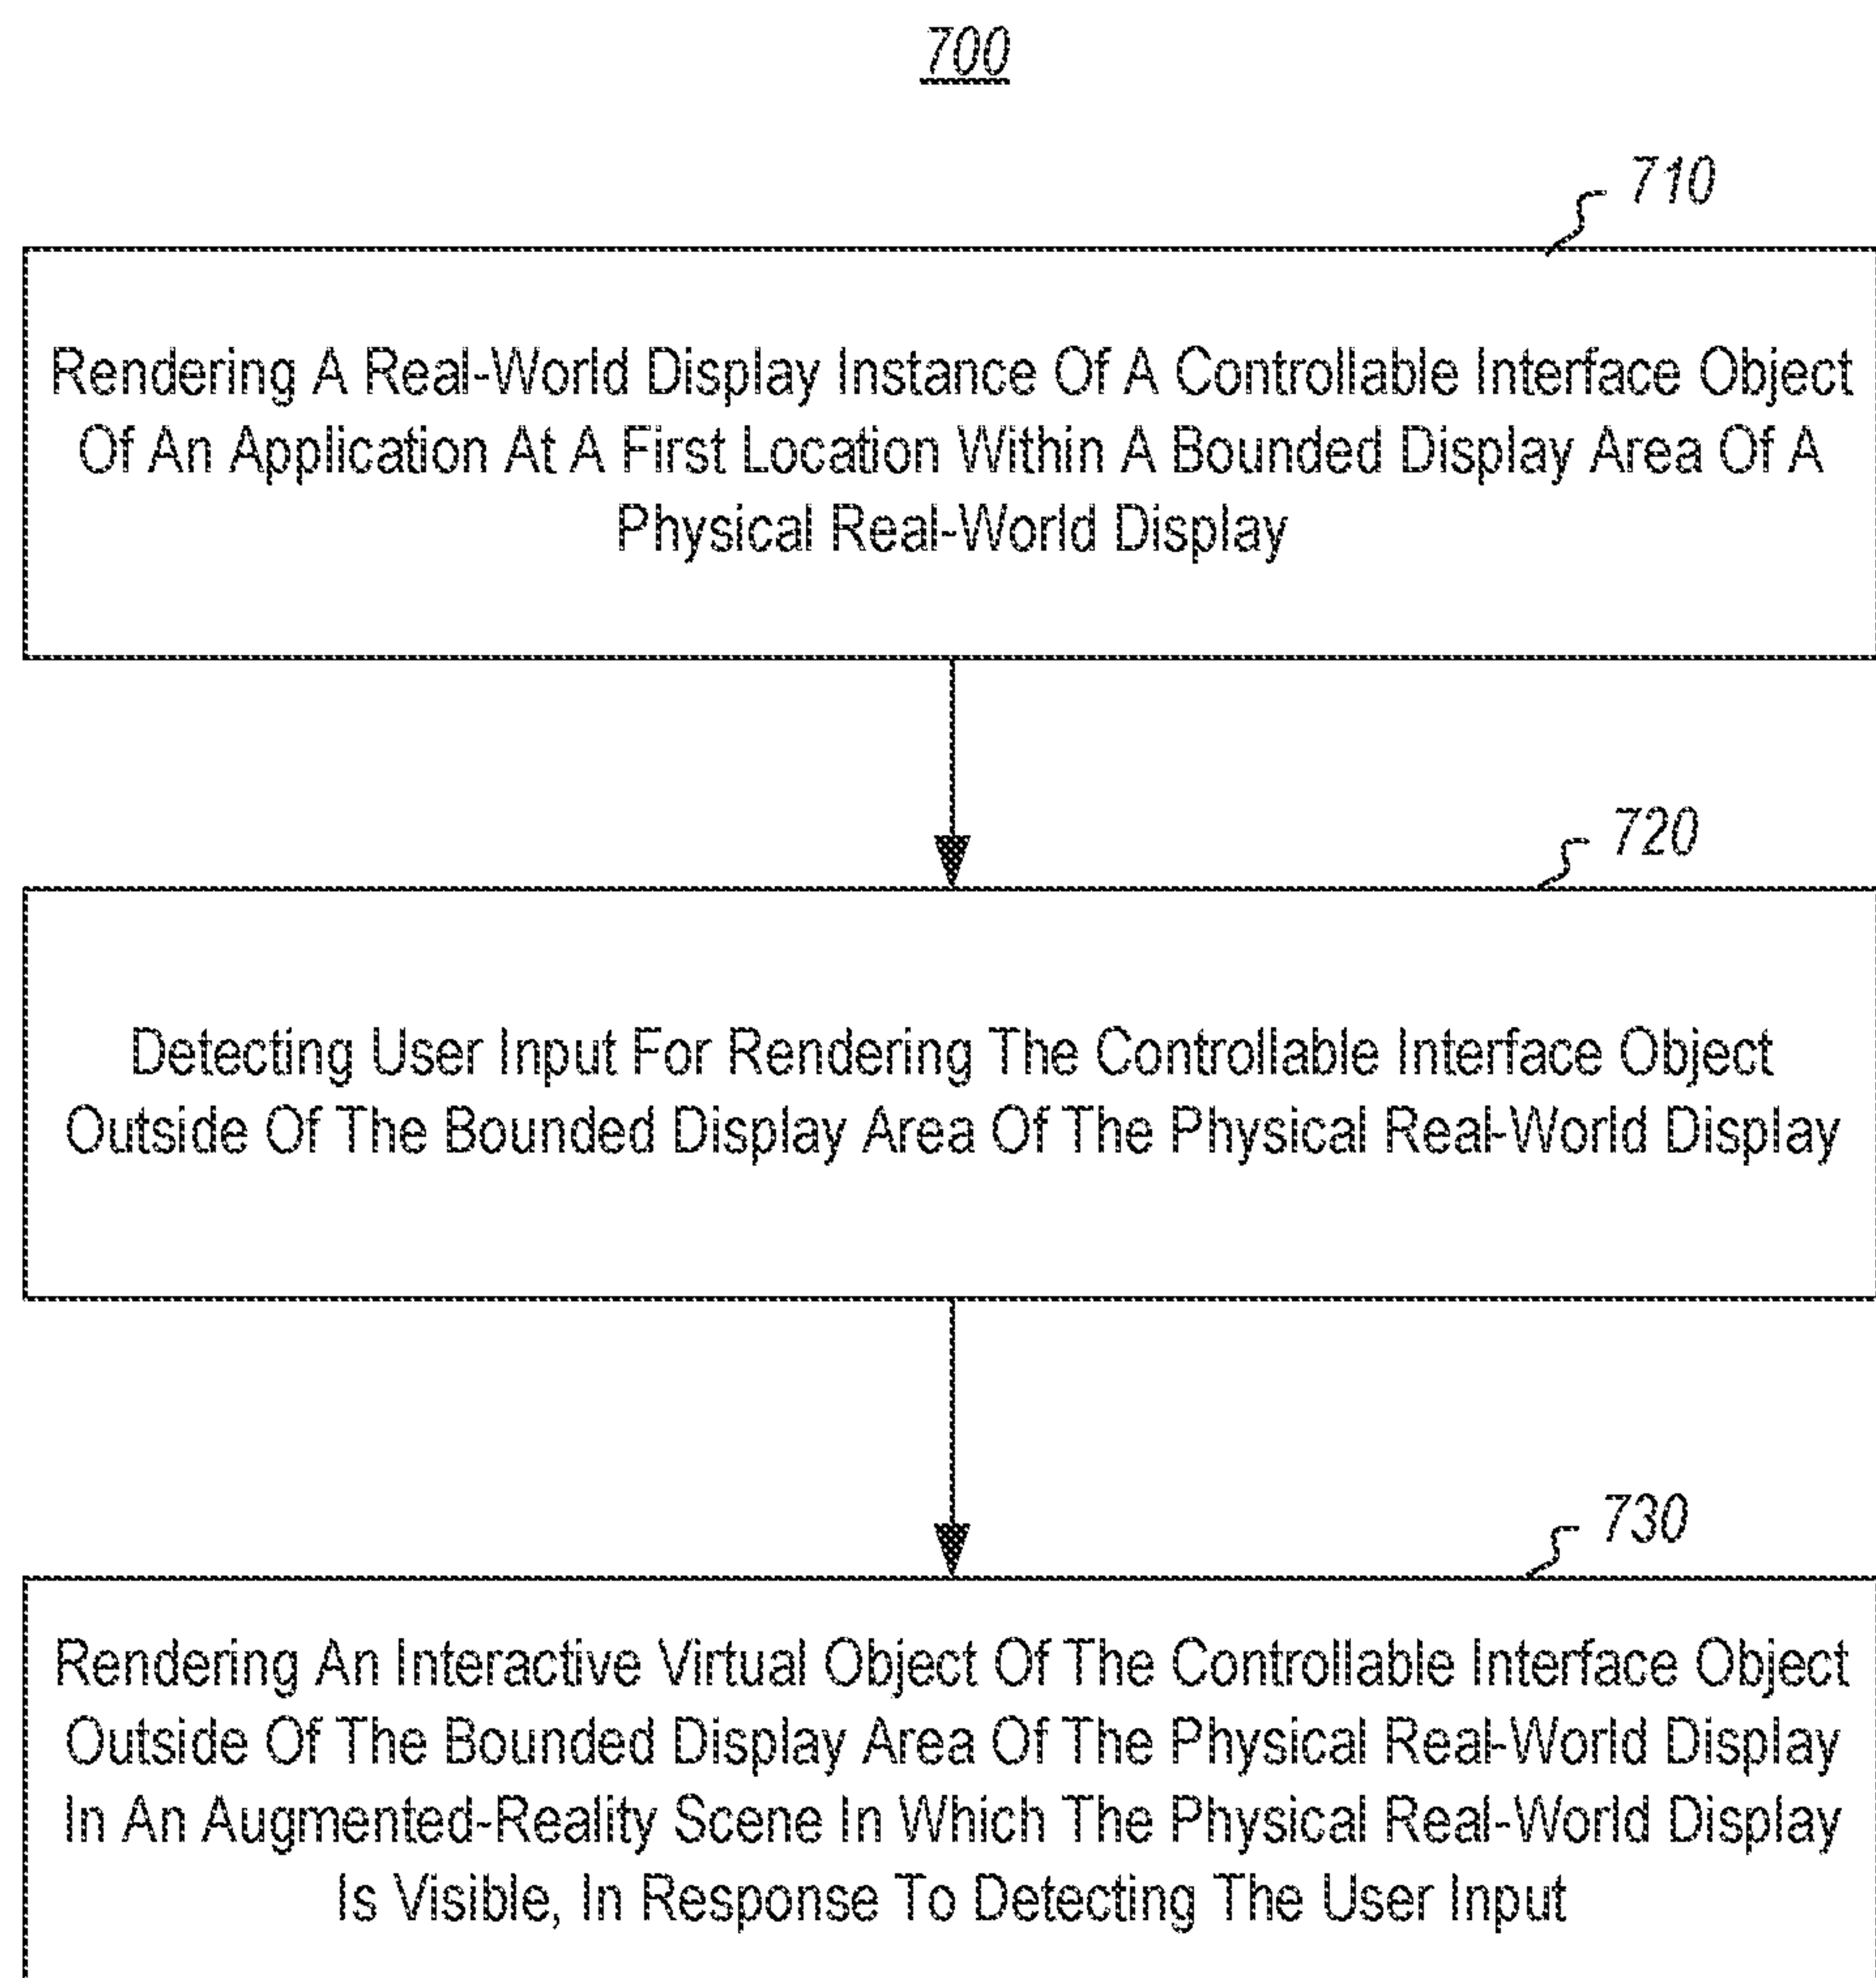 700
710
Rendering A Real-World Display Instance Of A Controllable Interface Object
Of An Application At A First Location Within A Bounded Display Area Of A
Physical Real-World Display
720
Detecting User Input For Rendering The Controllable Interface Object
Outside Of The Bounded Display Area Of The Physical Real-World Display
730
Rendering An Interactive Virtual Object Of The Controllable Interface Object
Outside Of The Bounded Display Area Of The Physical Real-World Display
In An Augmented-Reality Scene In Which The Physical Real-World Display
Is Visible, In Response To Detecting The User Input